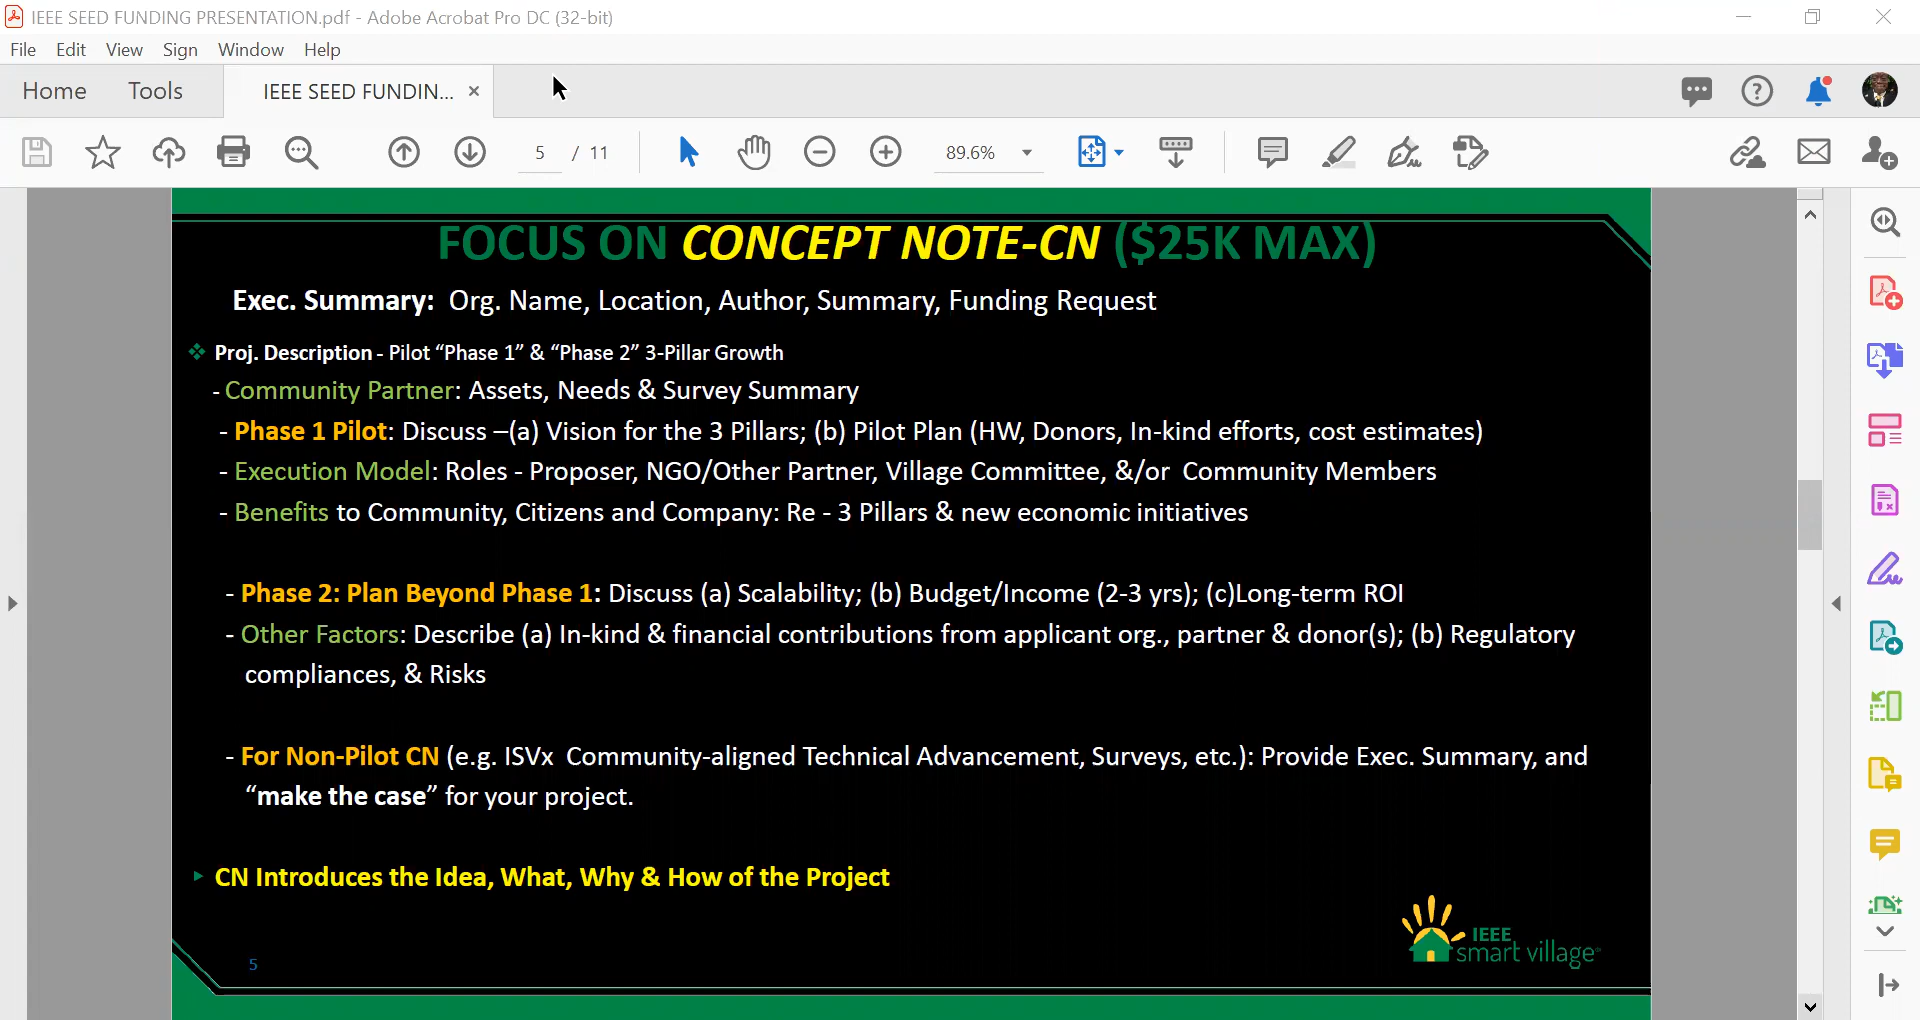 IEEE SEED FUNDING PRESENTATION.pdf - Adobe Acrobat Pro DC (32-bit)
File Edit View Sign Window Help
Home Tools IEEE SEED FUNDIN... ×
5 / 11 89.6%
FOCUS ON CONCEPT NOTE-CN ($25K MAX)
Exec. Summary: Org. Name, Location, Author, Summary, Funding Request
❖ Proj. Description - Pilot “Phase 1” & “Phase 2” 3-Pillar Growth
- Community Partner: Assets, Needs & Survey Summary
- Phase 1 Pilot: Discuss –(a) Vision for the 3 Pillars; (b) Pilot Plan (HW, Donors, In-kind efforts, cost estimates)
- Execution Model: Roles - Proposer, NGO/Other Partner, Village Committee, &/or Community Members
- Benefits to Community, Citizens and Company: Re - 3 Pillars & new economic initiatives
- Phase 2: Plan Beyond Phase 1: Discuss (a) Scalability; (b) Budget/Income (2-3 yrs); (c)Long-term ROI
- Other Factors: Describe (a) In-kind & financial contributions from applicant org., partner & donor(s); (b) Regulatory
compliances, & Risks
- For Non-Pilot CN (e.g. ISVx Community-aligned Technical Advancement, Surveys, etc.): Provide Exec. Summary, and
“make the case” for your project.
‣ CN Introduces the Idea, What, Why & How of the Project
IEEE
smart village
5